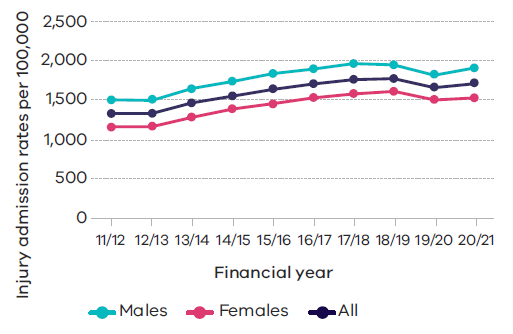 Injury admission rates per 100,000
2,500
2,000
1,500
1,000
500
0
11/12 12/13 13/14 14/15 15/16 16/17 17/18 18/19 19/20 20/21
Financial year
Males Females All